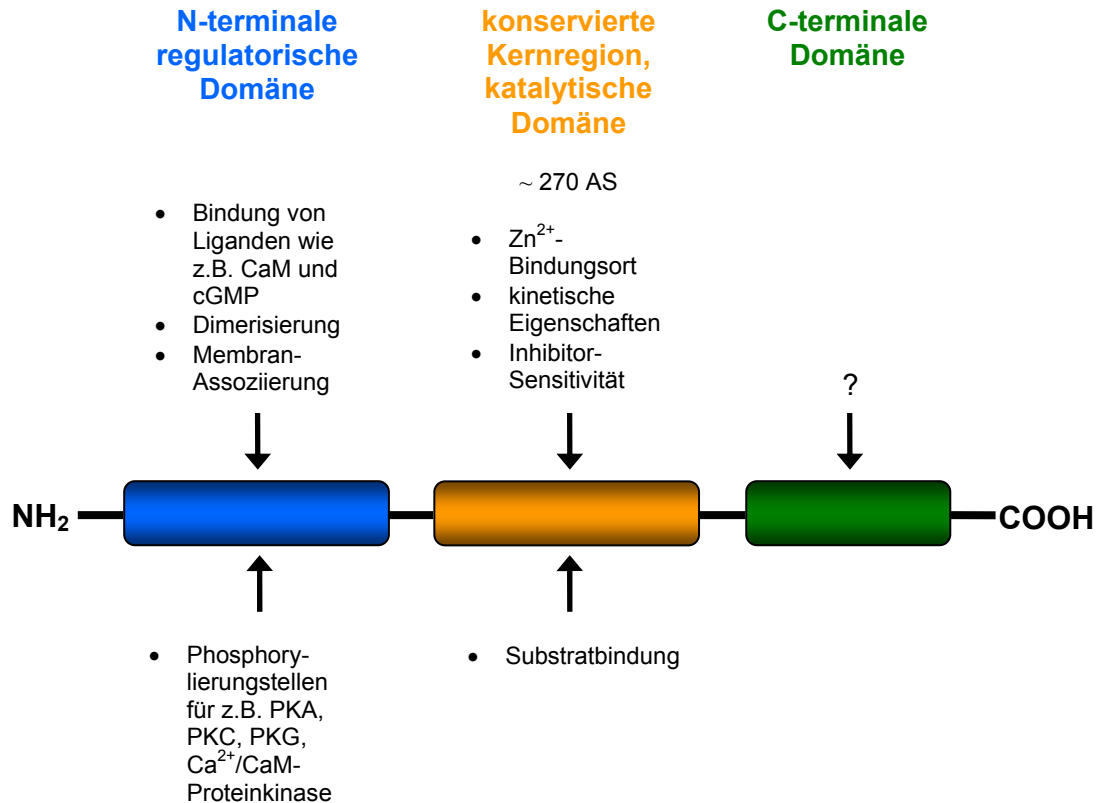 N-terminale
regulatorische
Domäne
konservierte
Kernregion,
katalytische
Domäne
C-terminale
Domäne
~ 270 AS
• Bindung von
Liganden wie
z.B. CaM und
cGMP
• Dimerisierung
• Membran-
Assoziierung
• Zn²⁺-
Bindungsort
• kinetische
Eigenschaften
• Inhibitor-
Sensitivität
?
NH₂
COOH
• Phosphory-
lierungstellen
für z.B. PKA,
PKC, PKG,
Ca²⁺/CaM-
Proteinkinase
• Substratbindung